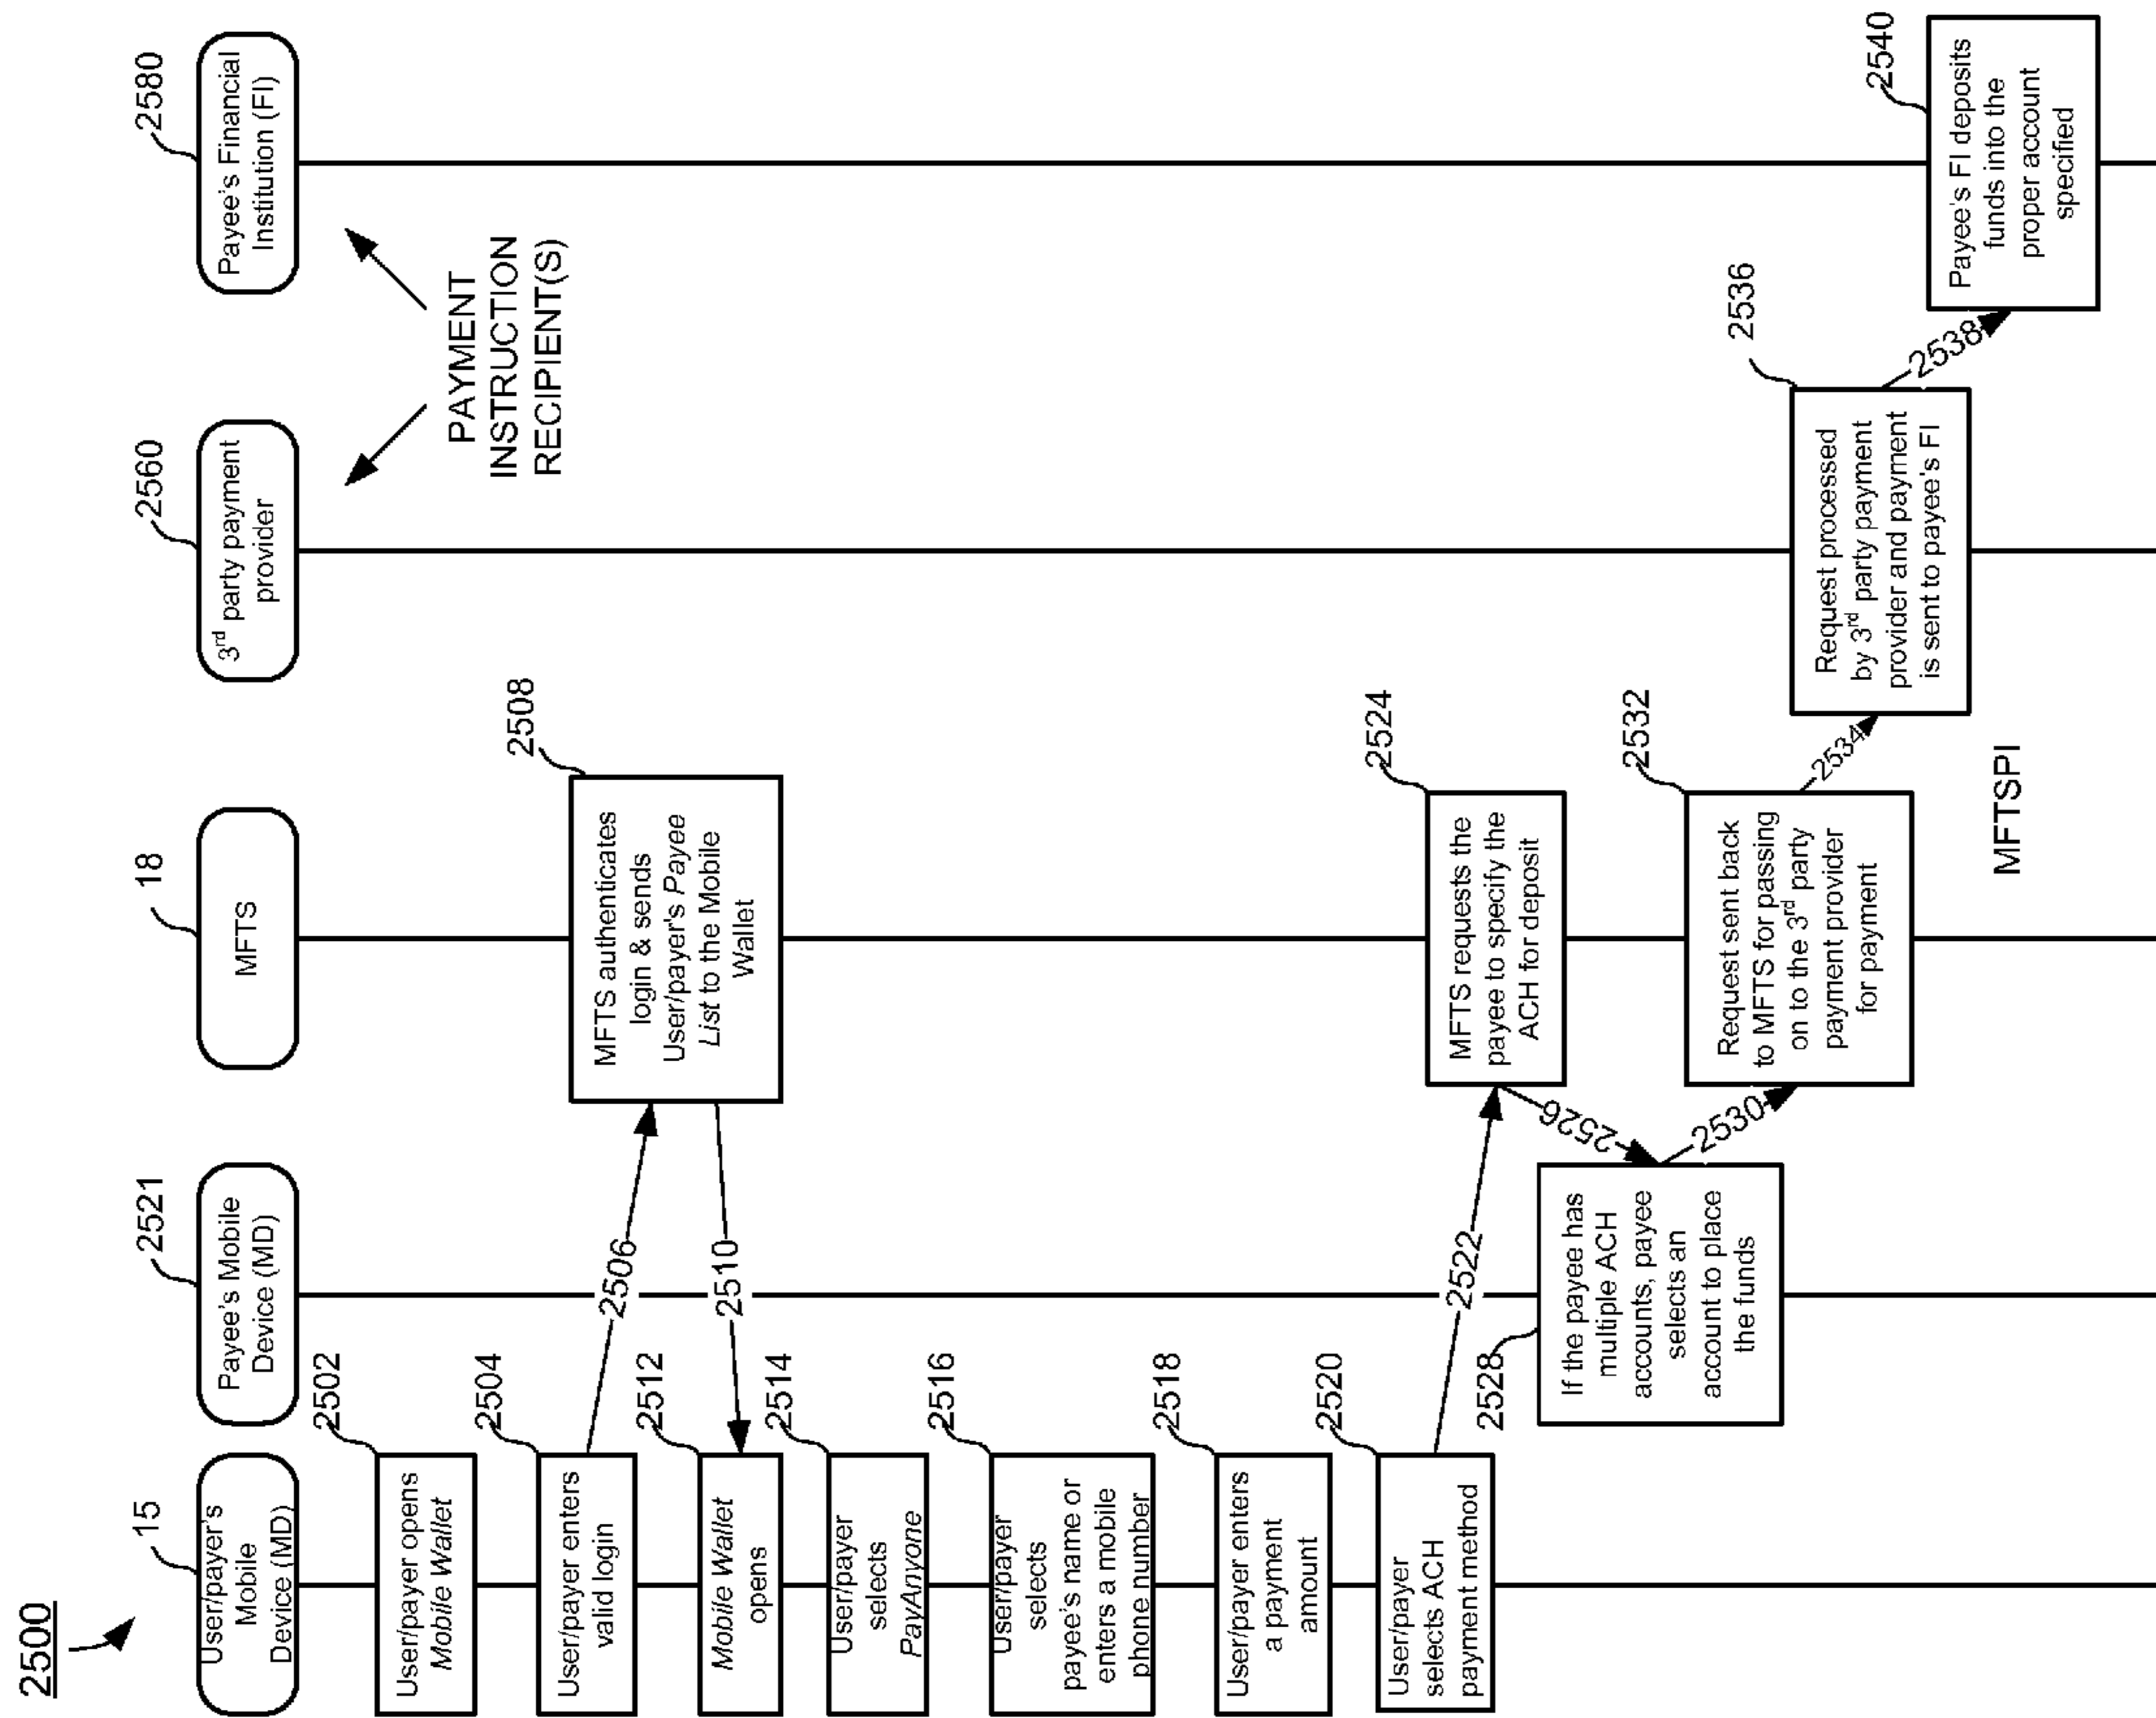 2500
15
User/payer's
Mobile
Device (MD)
2521
Payee's Mobile
Device (MD)
18
MFTS
2560
3rd party payment
provider
2580
Payee's Financial
Institution (FI)
PAYMENT
INSTRUCTION
RECIPIENT(S)
2502
User/payer opens
Mobile Wallet
2504
User/payer enters
valid login
2506
2508
MFTS authenticates
login & sends
User/payer's Payee
List to the Mobile
Wallet
2510
2512
Mobile Wallet
opens
2514
User/payer
selects
PayAnyone
2516
User/payer
selects
payee's name or
enters a mobile
phone number
2518
User/payer enters
a payment
amount
2520
User/payer
selects ACH
payment method
2522
2524
MFTS requests the
payee to specify the
ACH for deposit
2526
2528
If the payee has
multiple ACH
accounts, payee
selects an
account to place
the funds
2530
2532
Request sent back
to MFTS for passing
on to the 3rd party
payment provider
for payment
2534
MFTSPI
2536
Request processed
by 3rd party payment
provider and payment
is sent to payee's FI
2538
2540
Payee's FI deposits
funds into the
proper account
specified